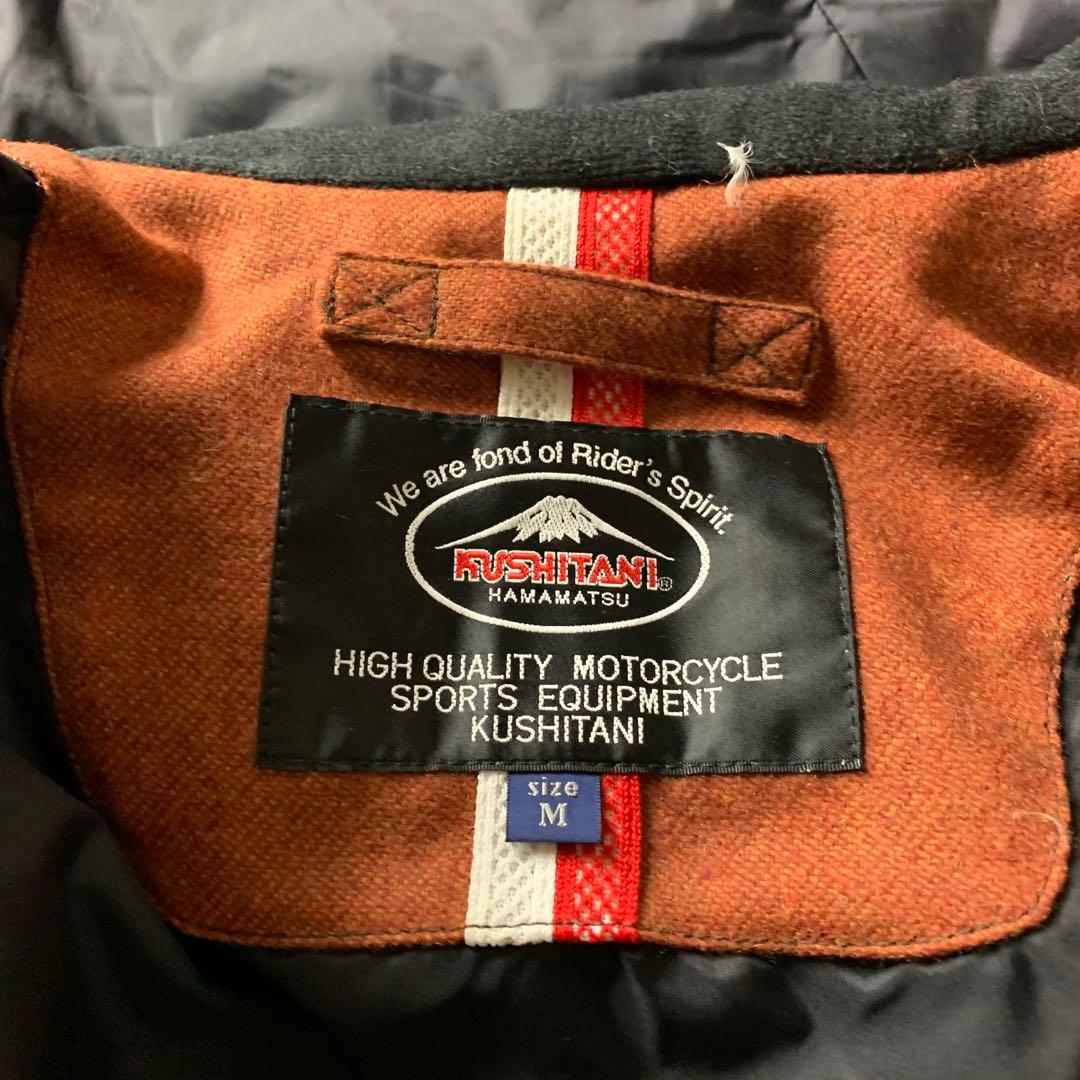 We are fond of Rider's Spirit.
KUSHITANI®
HAMAMATSU
HIGH QUALITY MOTORCYCLE
SPORTS EQUIPMENT
KUSHITANI
size
M